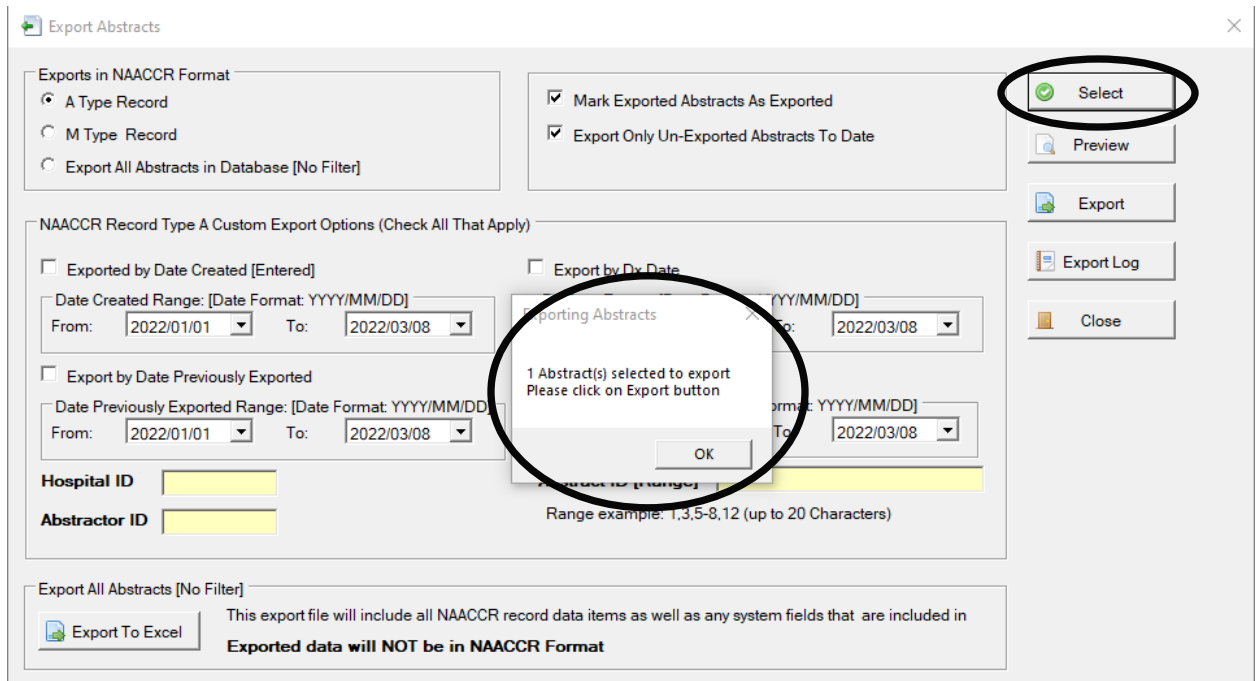 Export Abstracts
Exports in NAACCR Format
A Type Record
M Type Record
Export All Abstracts in Database [No Filter]
Mark Exported Abstracts As Exported
Export Only Un-Exported Abstracts To Date
Select
Preview
Export
Export Log
Close
NAACCR Record Type A Custom Export Options (Check All That Apply)
Exported by Date Created [Entered]
Export by Dx Date
Date Created Range: [Date Format: YYYY/MM/DD]
From: 2022/01/01 To: 2022/03/08
YYY/MM/DD]
To: 2022/03/08
Exporting Abstracts
1 Abstract(s) selected to export
Please click on Export button
OK
Export by Date Previously Exported
Date Previously Exported Range: [Date Format: YYYY/MM/DD]
From: 2022/01/01 To: 2022/03/08
YYYY/MM/DD]
To 2022/03/08
Hospital ID
Abstract ID [Range]
Abstractor ID
Range example: 1,3,5-8,12 (up to 20 Characters)
Export All Abstracts [No Filter]
Export To Excel
This export file will include all NAACCR record data items as well as any system fields that are included in
Exported data will NOT be in NAACCR Format